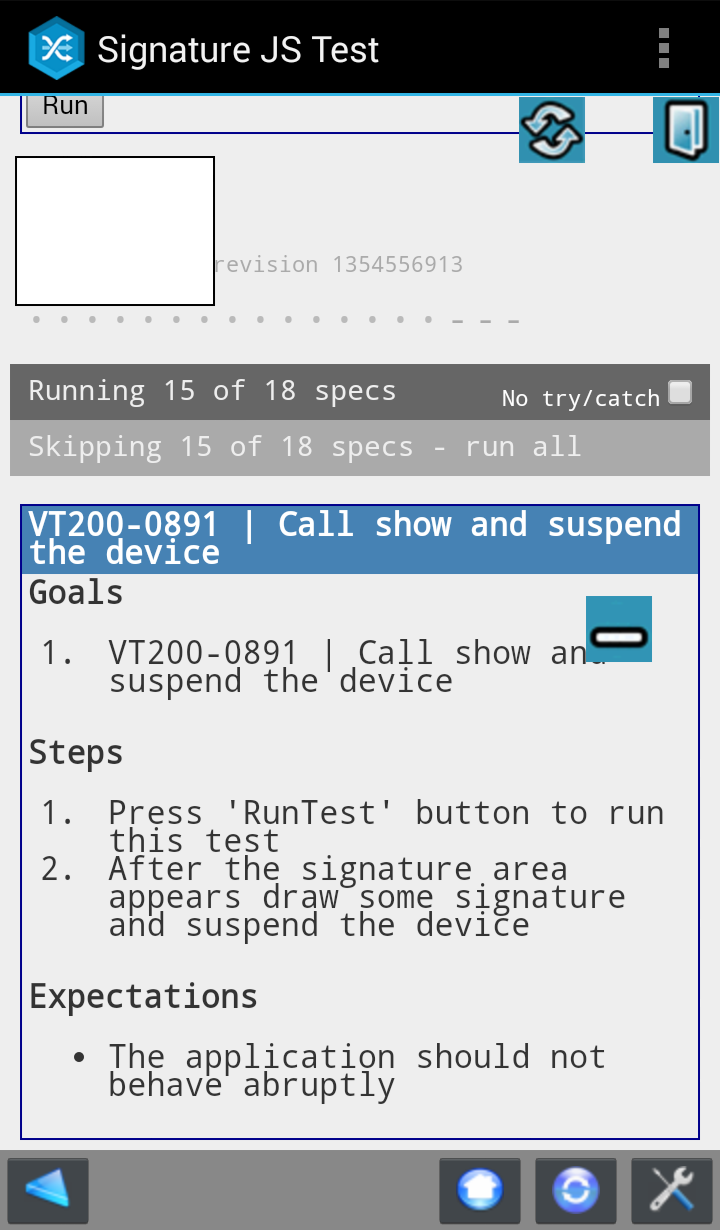 Signature JS Test
Run
revision 1354556913
Running 15 of 18 specs
No try/catch
Skipping 15 of 18 specs - run all
VT200-0891 | Call show and suspend
the device
Goals
1. VT200-0891 | Call show and
suspend the device
Steps
1. Press 'RunTest' button to run
this test
2. After the signature area
appears draw some signature
and suspend the device
Expectations
• The application should not
behave abruptly